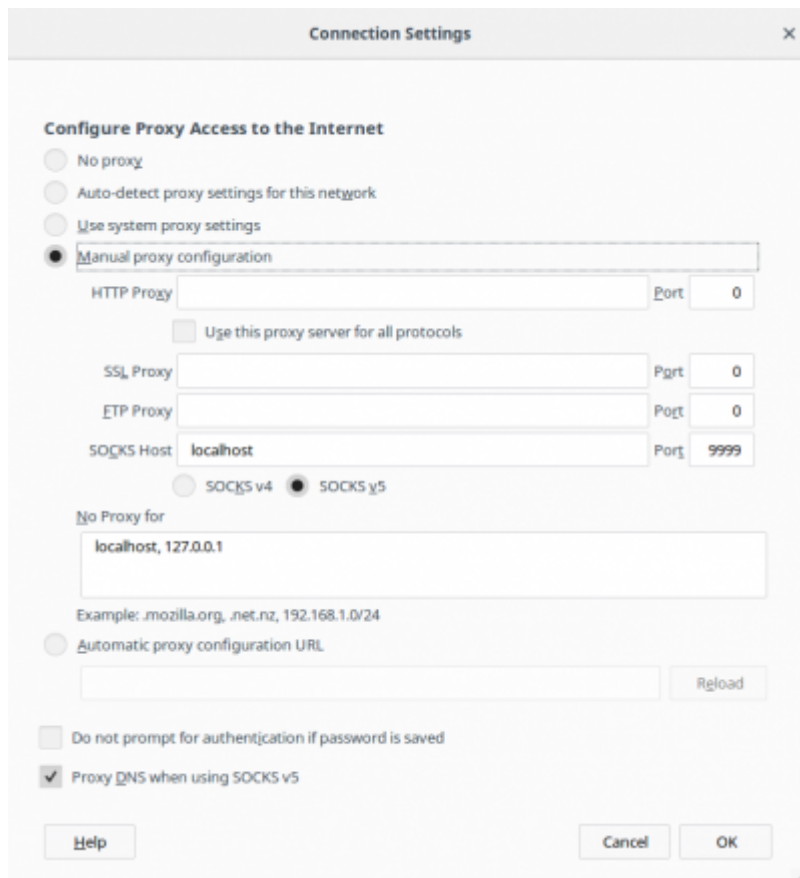 Connection Settings ×
Configure Proxy Access to the Internet
No proxy
Auto-detect proxy settings for this network
Use system proxy settings
Manual proxy configuration
HTTP Proxy Port 0
Use this proxy server for all protocols
SSL Proxy Port 0
FTP Proxy Port 0
SOCKS Host localhost Port 9999
SOCKS v4 SOCKS v5
No Proxy for
localhost, 127.0.0.1
Example: .mozilla.org, .net.nz, 192.168.1.0/24
Automatic proxy configuration URL
Reload
Do not prompt for authentication if password is saved
Proxy DNS when using SOCKS v5
Help Cancel OK